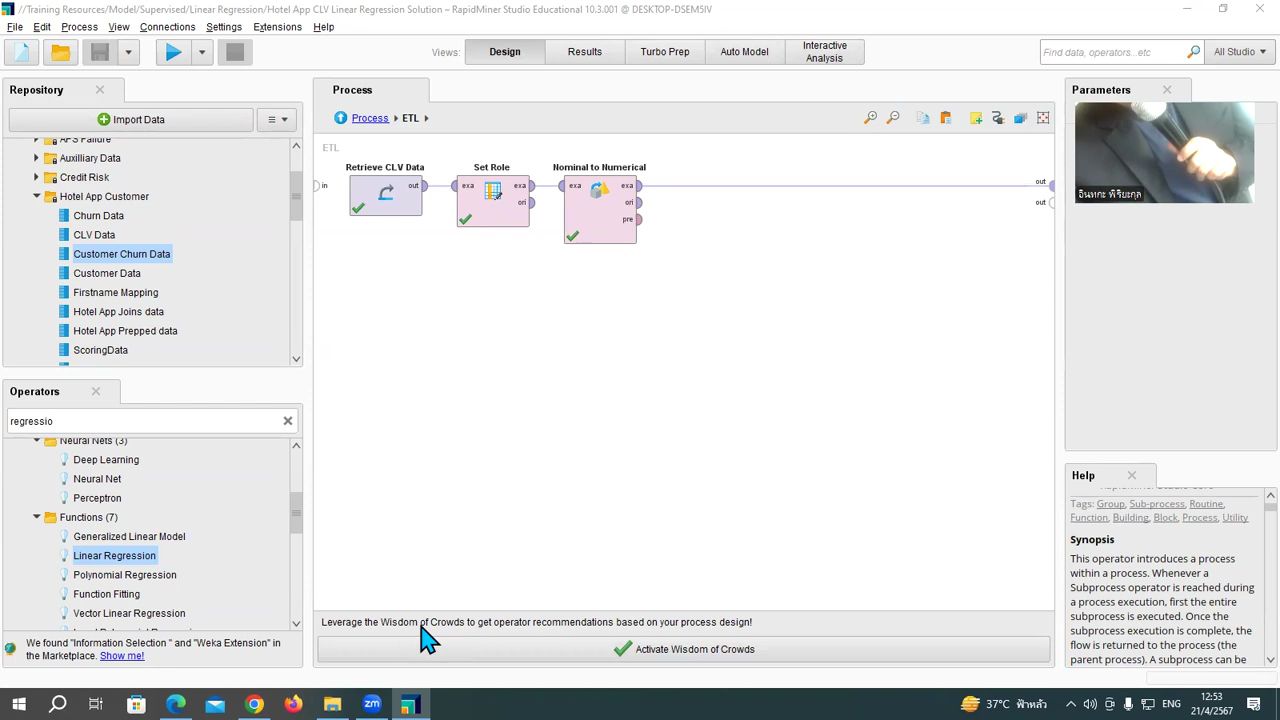 //Training Resources/Model/Supervised/Linear Regression/Hotel App CLV Linear Regression Solution – RapidMiner Studio Educational 10.3.001 @ DESKTOP-DSEM5IV
File Edit Process View Connections Settings Extensions Help
Views: Design Results Turbo Prep Auto Model Interactive Analysis
Find data, operators...etc All Studio
Repository
Import Data
Auxilliary Data
Credit Risk
Hotel App Customer
Churn Data
CLV Data
Customer Churn Data
Customer Data
Firstname Mapping
Hotel App Joins data
Hotel App Prepped data
ScoringData
Operators
regressio
Neural Nets (3)
Deep Learning
Neural Net
Perceptron
Functions (7)
Generalized Linear Model
Linear Regression
Polynomial Regression
Function Fitting
Vector Linear Regression
We found "Information Selection " and "Weka Extension" in
the Marketplace. Show me!
Process
Process ETL
ETL
Retrieve CLV Data Set Role Nominal to Numerical
in out exa exa exa exa out
ori ori out
pre
Leverage the Wisdom of Crowds to get operator recommendations based on your process design!
Activate Wisdom of Crowds
Parameters
อินทกะ พิริยะกุล
Help
Tags: Group, Sub-process, Routine,
Function, Building, Block, Process, Utility
Synopsis
This operator introduces a process
within a process. Whenever a
Subprocess operator is reached during
a process execution, first the entire
subprocess is executed. Once the
subprocess execution is complete, the
flow is returned to the process (the
parent process). A subprocess can be
zm
37°C ฟ้าหลัว
ENG
12:53
21/4/2567